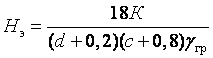 Hэ = 18K / (d + 0,2)(c + 0,8)γгр